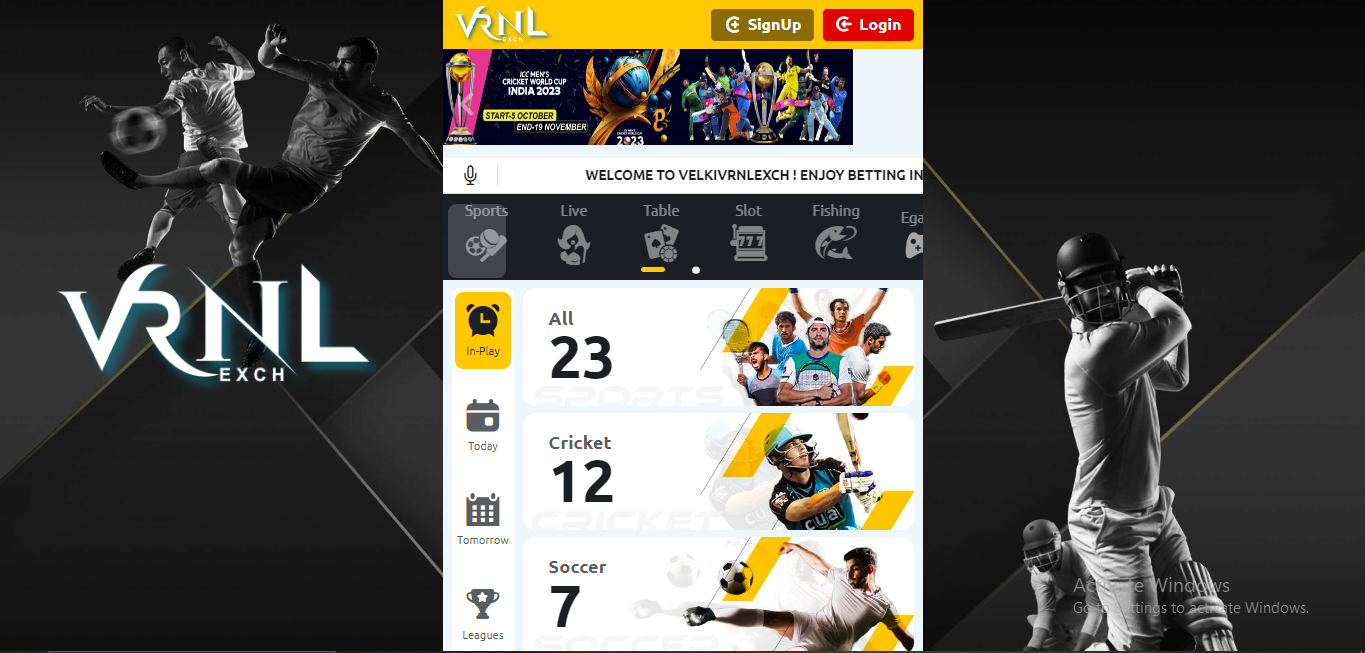 VRNL
EXCH
SignUp
Login
ICC MEN'S
CRICKET WORLD CUP
INDIA 2023
START-5 OCTOBER
END-19 NOVEMBER
2023
WELCOME TO VELKIVRNLEXCH ! ENJOY BETTING IN
Sports
Live
Table
Slot
Fishing
Ega
777
In-Play
Today
Tomorrow
Leagues
All
23
SPORTS
Cricket
12
CRICKET
Soccer
7
SOCCER
VRNL
EXCH
Activate Windows
Go to Settings to activate Windows.